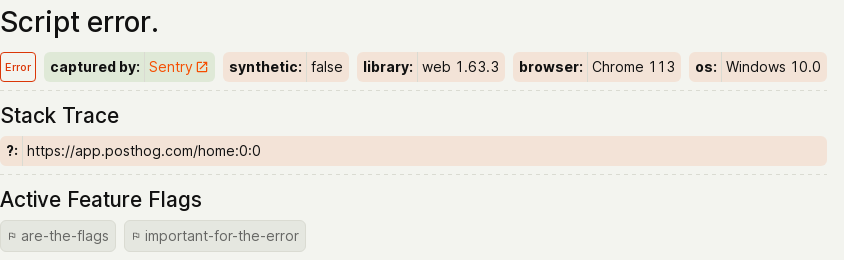 Script error.
Error captured by: Sentry synthetic: false library: web 1.63.3 browser: Chrome 113 os: Windows 10.0
Stack Trace
?: https://app.posthog.com/home:0:0
Active Feature Flags
are-the-flags important-for-the-error